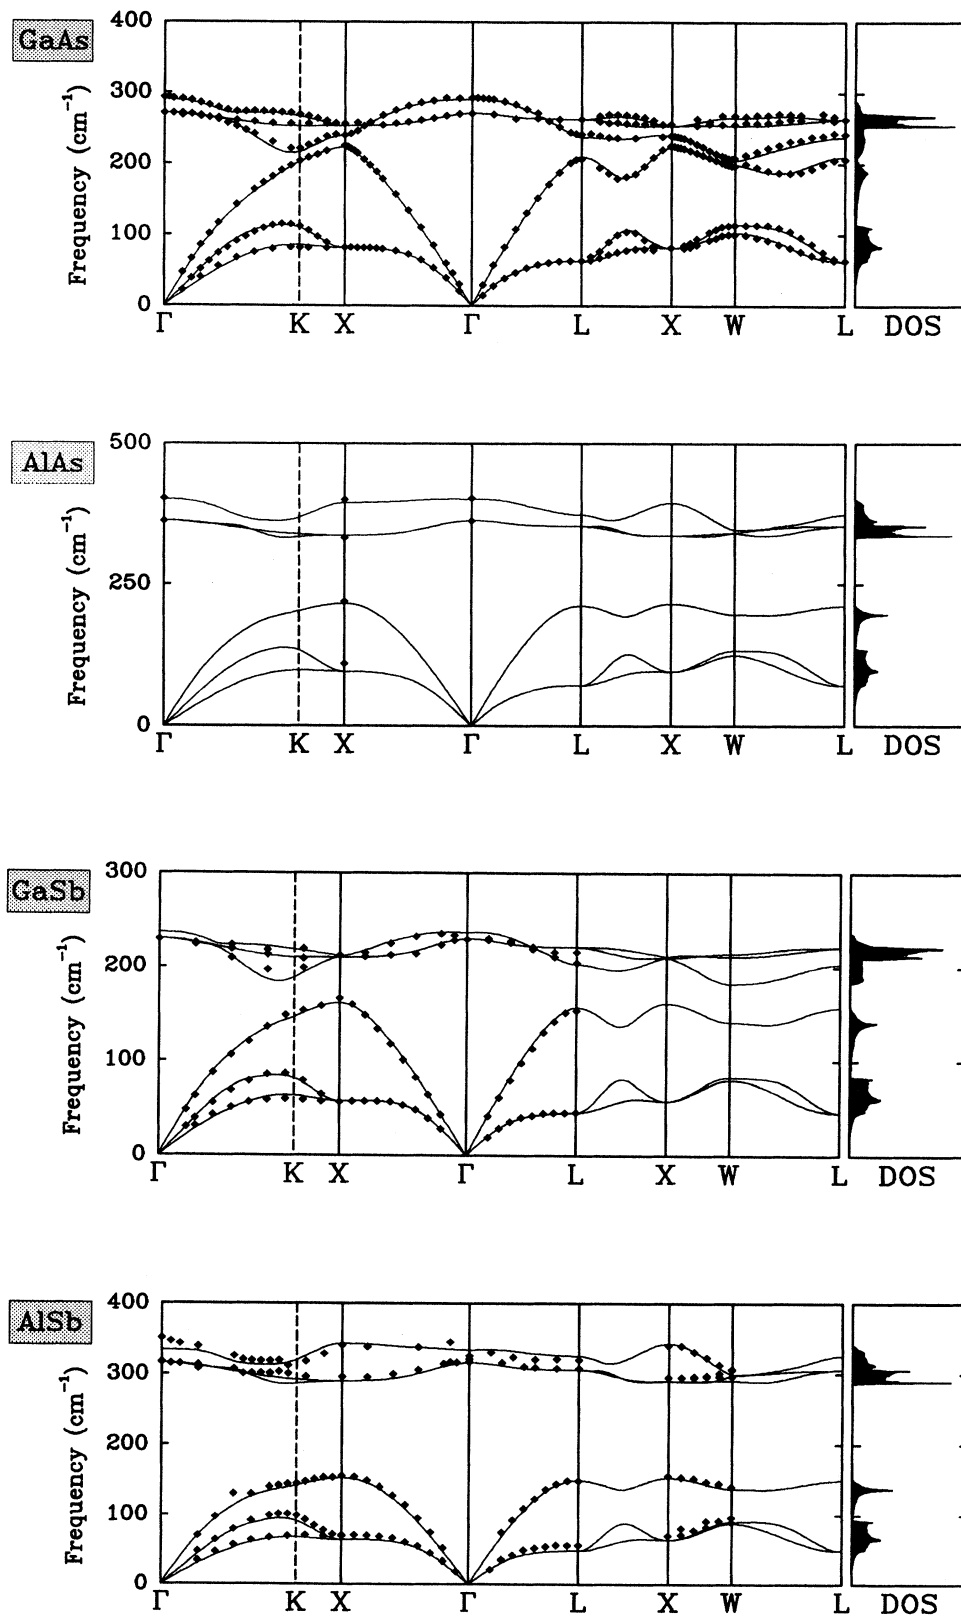 GaAs
Frequency (cm⁻¹)
400
300
200
100
0
Γ K X Γ L X W L DOS
AlAs
Frequency (cm⁻¹)
500
250
0
Γ K X Γ L X W L DOS
GaSb
Frequency (cm⁻¹)
300
200
100
0
Γ K X Γ L X W L DOS
AlSb
Frequency (cm⁻¹)
400
300
200
100
0
Γ K X Γ L X W L DOS